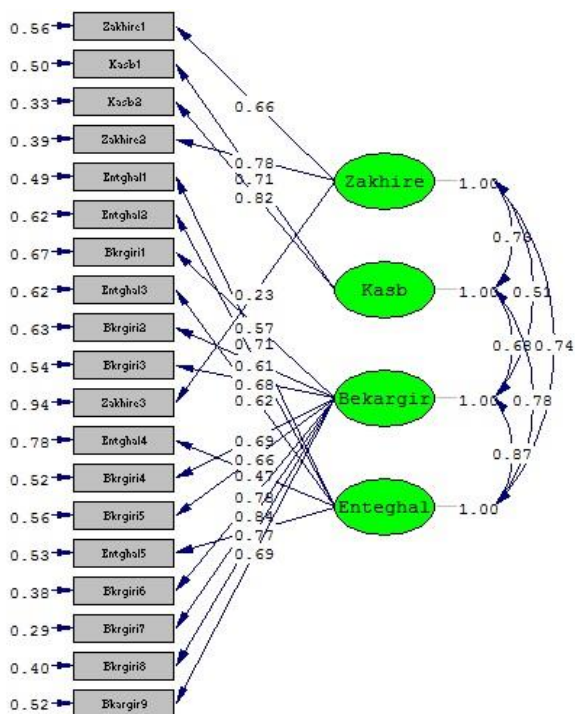 0.56 Zakhire1
0.50 Kasb1
0.33 Kasb2
0.39 Zakhire2
0.49 Entghal1
0.62 Entghal2
0.67 Bkrgiri1
0.62 Entghal3
0.63 Bkrgiri2
0.54 Bkrgiri3
0.94 Zakhire3
0.78 Entghal4
0.52 Bkrgiri4
0.56 Bkrgiri5
0.53 Entghal5
0.38 Bkrgiri6
0.29 Bkrgiri7
0.40 Bkrgiri8
0.52 Bkargir9
0.66
0.78
0.71
0.82
0.23
0.57
0.71
0.61
0.68
0.62
0.69
0.66
0.47
0.79
0.84
0.77
0.69
Zakhire 1.00
Kasb 1.00
Bekargir 1.00
Enteghal 1.00
0.51
0.68
0.74
0.78
0.87